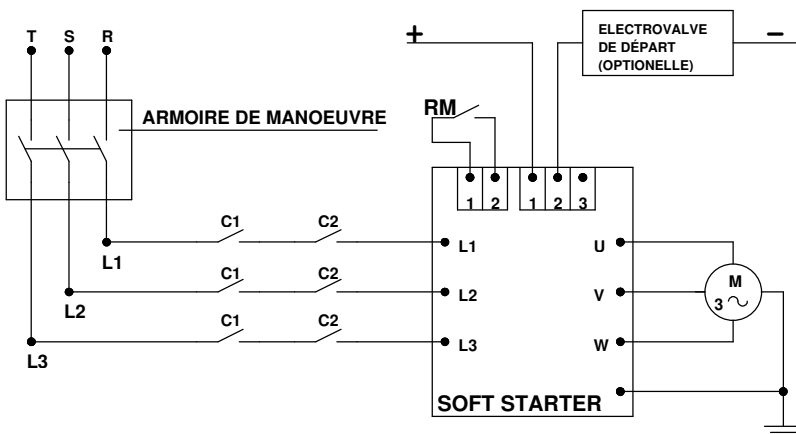 T S R
+
ELECTROVALVE
DE DÉPART
(OPTIONELLE)
−
ARMOIRE DE MANOEUVRE
RM
1 2 1 2 3
C1 C2
L1 L1 U
C1 C2
L2 L2 V
M
3
C1 C2
L3 L3 W
SOFT STARTER